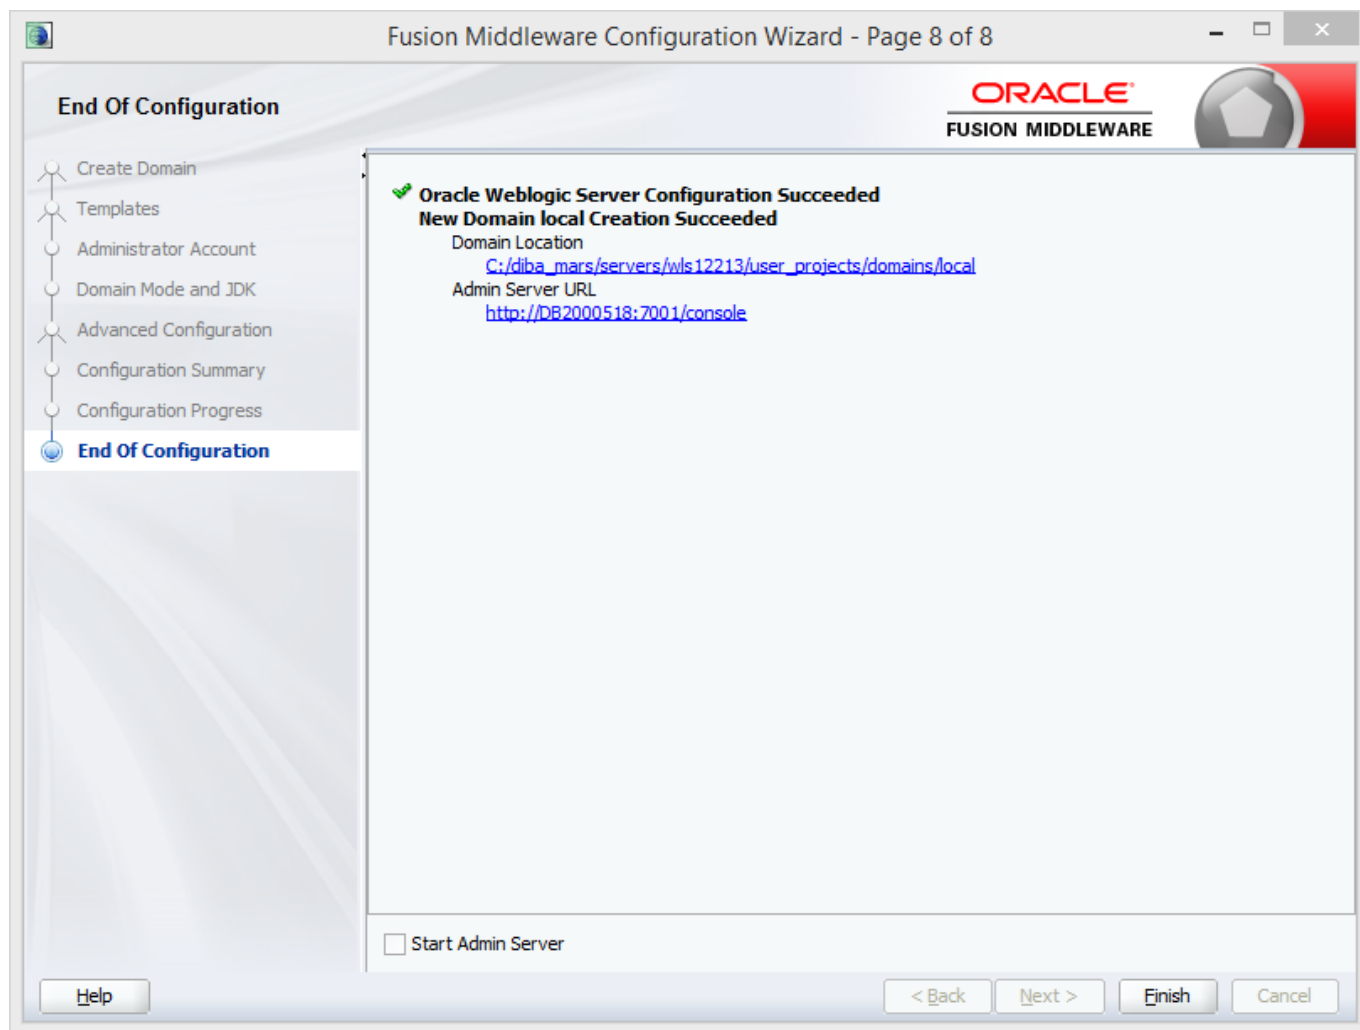 Fusion Middleware Configuration Wizard - Page 8 of 8
End Of Configuration
ORACLE
FUSION MIDDLEWARE
Create Domain
Templates
Administrator Account
Domain Mode and JDK
Advanced Configuration
Configuration Summary
Configuration Progress
End Of Configuration
Oracle Weblogic Server Configuration Succeeded
New Domain local Creation Succeeded
Domain Location
C:/diba_mars/servers/wls12213/user_projects/domains/local
Admin Server URL
http://DB2000518:7001/console
Start Admin Server
Help
< Back
Next >
Finish
Cancel